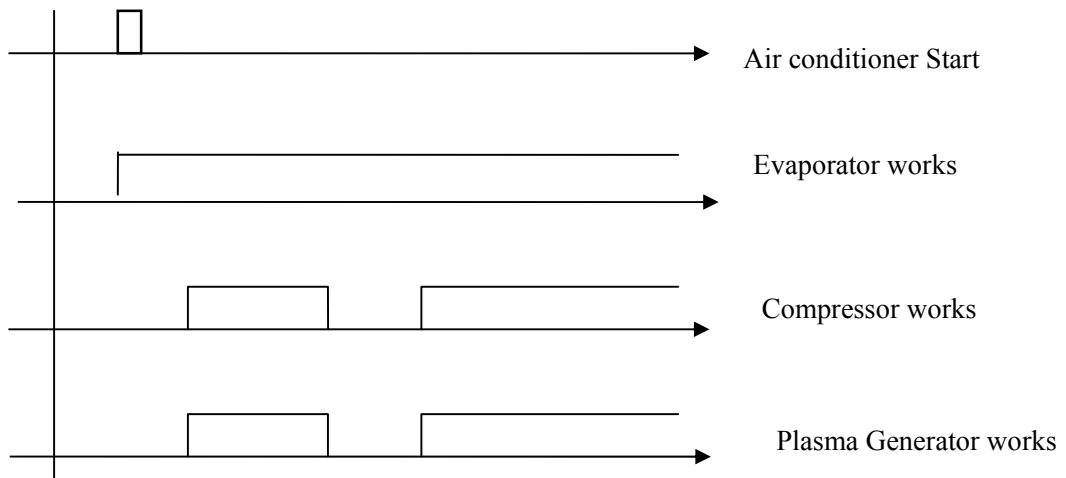 Air conditioner Start
Evaporator works
Compressor works
Plasma Generator works